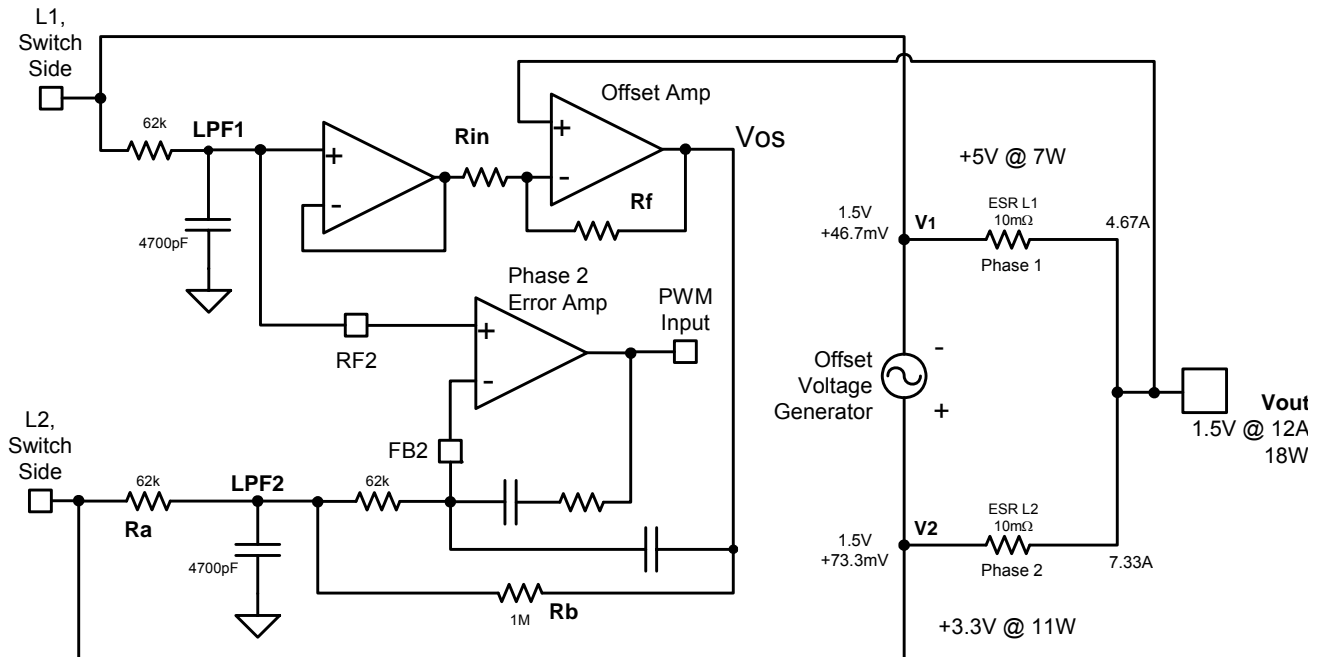 L1,
Switch
Side
62k
LPF1
4700pF
Rin
Offset Amp
Vos
Rf
Phase 2
Error Amp
PWM
Input
RF2
FB2
L2,
Switch
Side
62k
Ra
LPF2
4700pF
62k
1M
Rb
+5V @ 7W
1.5V
+46.7mV
V1
ESR L1
10mΩ
4.67A
Phase 1
Offset
Voltage
Generator
Vout
1.5V @ 12A
18W
1.5V
+73.3mV
V2
ESR L2
10mΩ
7.33A
Phase 2
+3.3V @ 11W